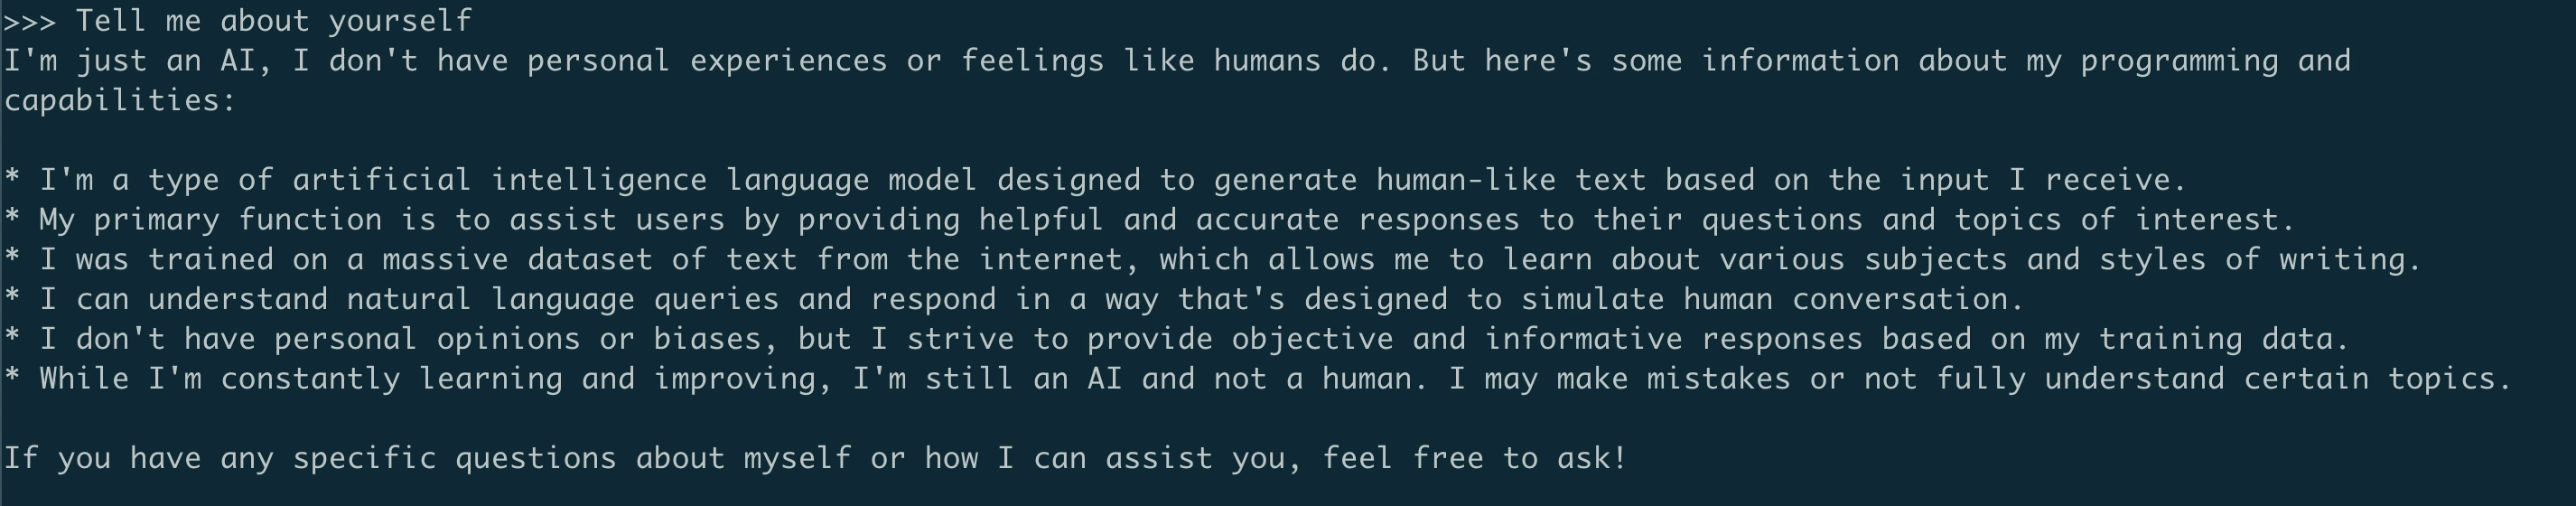 >>> Tell me about yourself
I'm just an AI, I don't have personal experiences or feelings like humans do. But here's some information about my programming and
capabilities:
* I'm a type of artificial intelligence language model designed to generate human-like text based on the input I receive.
* My primary function is to assist users by providing helpful and accurate responses to their questions and topics of interest.
* I was trained on a massive dataset of text from the internet, which allows me to learn about various subjects and styles of writing.
* I can understand natural language queries and respond in a way that's designed to simulate human conversation.
* I don't have personal opinions or biases, but I strive to provide objective and informative responses based on my training data.
* While I'm constantly learning and improving, I'm still an AI and not a human. I may make mistakes or not fully understand certain topics.
If you have any specific questions about myself or how I can assist you, feel free to ask!